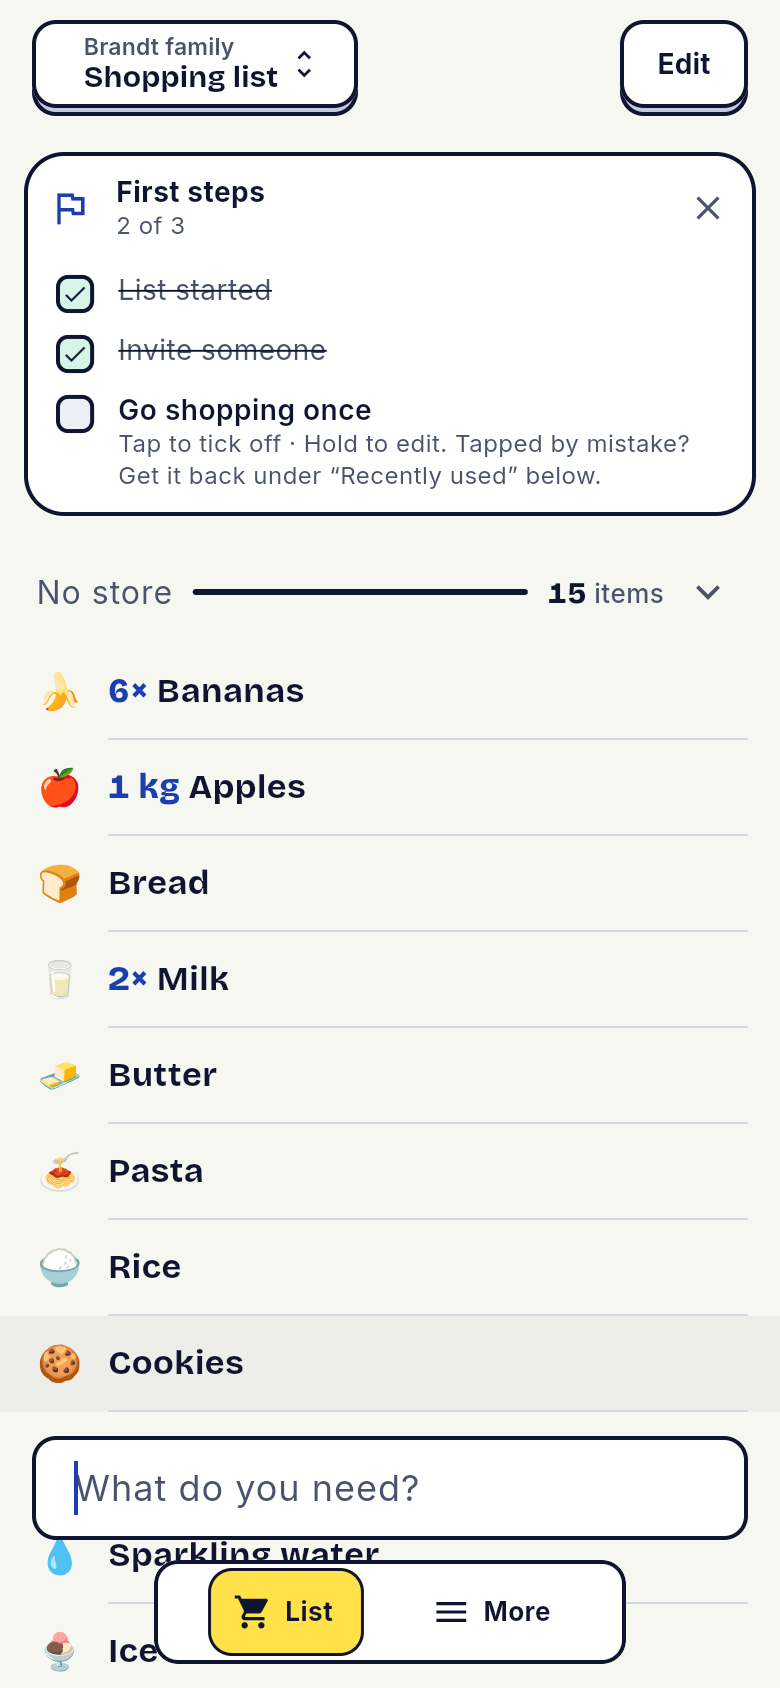 Brandt family
Shopping list
Edit
First steps
2 of 3
List started
Invite someone
Go shopping once
Tap to tick off · Hold to edit. Tapped by mistake?
Get it back under “Recently used” below.
No store
15 items
6× Bananas
1 kg Apples
Bread
2× Milk
Butter
Pasta
Rice
Cookies
What do you need?
Sparkling water
Ice
List
More